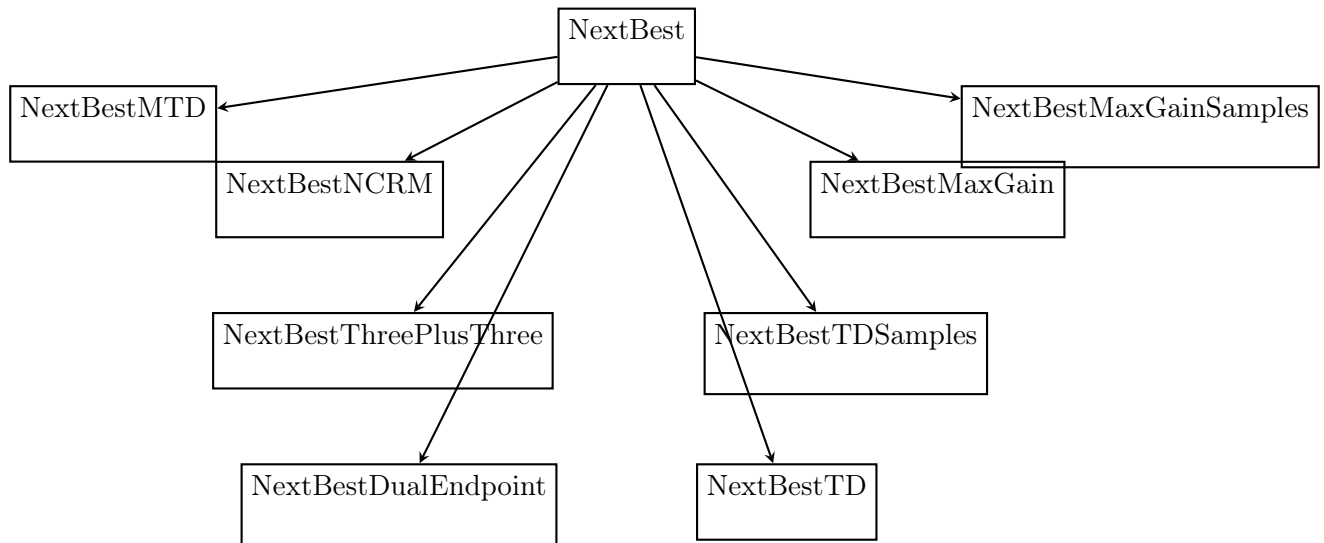 NextBest
NextBestMTD
NextBestMaxGainSamples
NextBestNCRM
NextBestMaxGain
NextBestThreePlusThree
NextBestTDSamples
NextBestDualEndpoint
NextBestTD